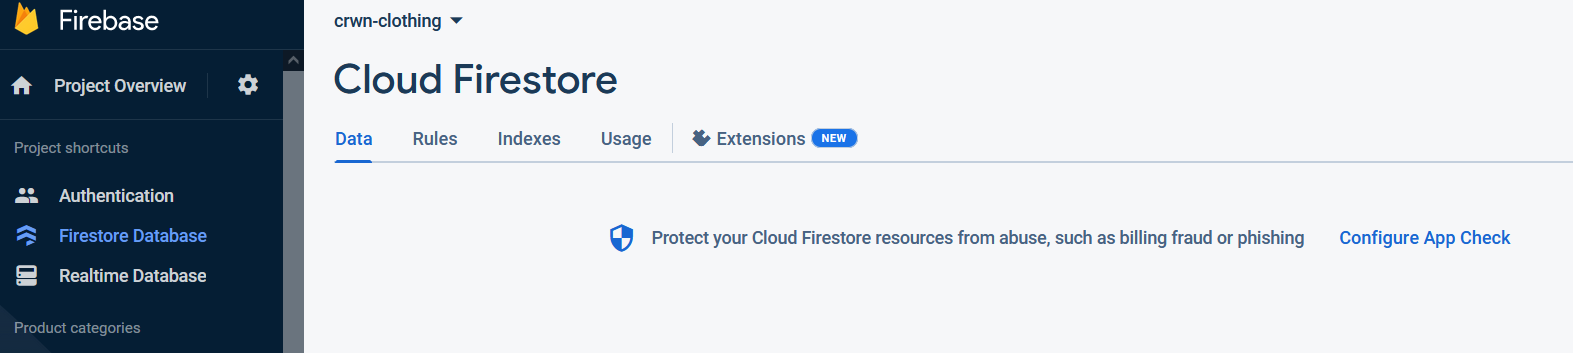 Firebase
Project Overview
Project shortcuts
Authentication
Firestore Database
Realtime Database
Product categories
crwn-clothing
Cloud Firestore
Data Rules Indexes Usage Extensions NEW
Protect your Cloud Firestore resources from abuse, such as billing fraud or phishing Configure App Check